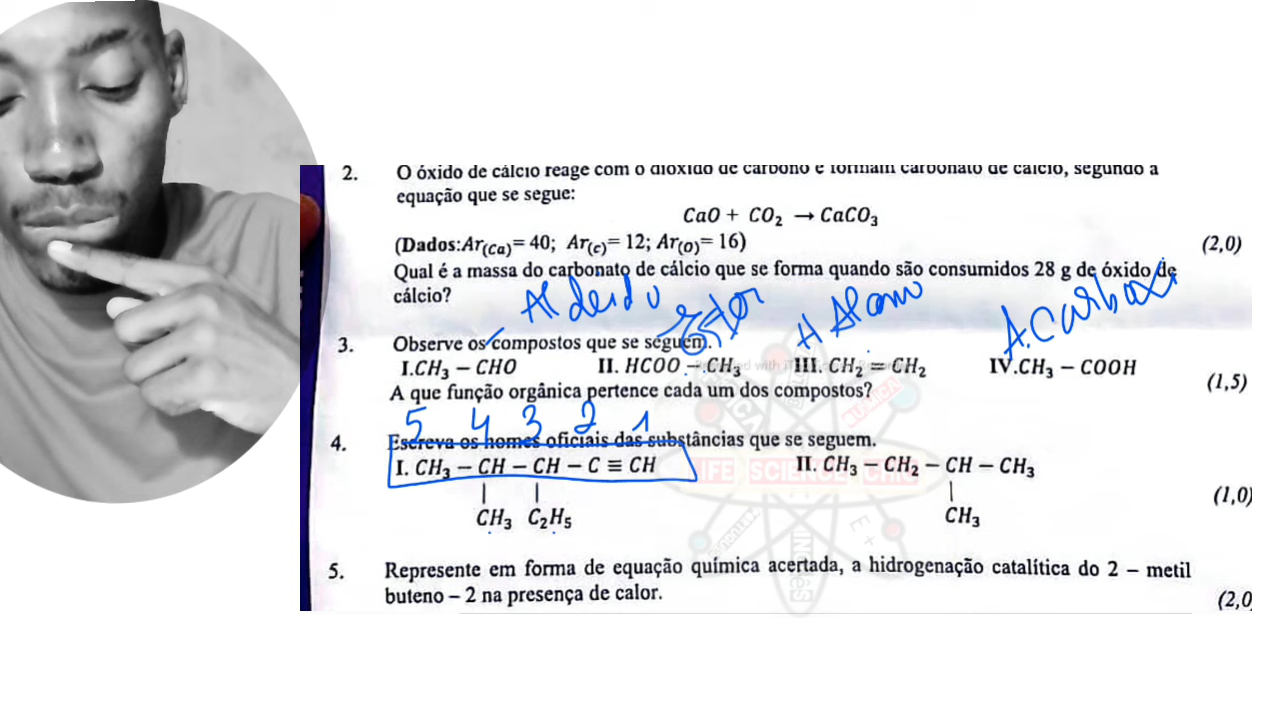 2. O óxido de cálcio reage com o dióxido de carbono e formam carbonato de cálcio, segundo a
equação que se segue:
CaO + CO₂ → CaCO₃
(Dados:Ar(Ca)= 40; Ar(c)= 12; Ar(O)= 16) (2,0)
Qual é a massa do carbonato de cálcio que se forma quando são consumidos 28 g de óxido de
cálcio?
Aldeido
3. Observe os compostos que se seguem.
I.CH₃ – CHO II. HCOO – CH₃ III. CH₂ = CH₂ IV.CH₃ – COOH
A que função orgânica pertence cada um dos compostos? (1,5)
5 4 3 2 1
4. Escreva os nomes oficiais das substâncias que se seguem.
I. CH₃ – CH – CH – C ≡ CH II. CH₃ – CH₂ – CH – CH₃
| | |
CH₃ C₂H₅ CH₃ (1,0)
LIFE SCIENCE CHIC
5. Represente em forma de equação química acertada, a hidrogenação catalítica do 2 – metil
buteno – 2 na presença de calor. (2,0